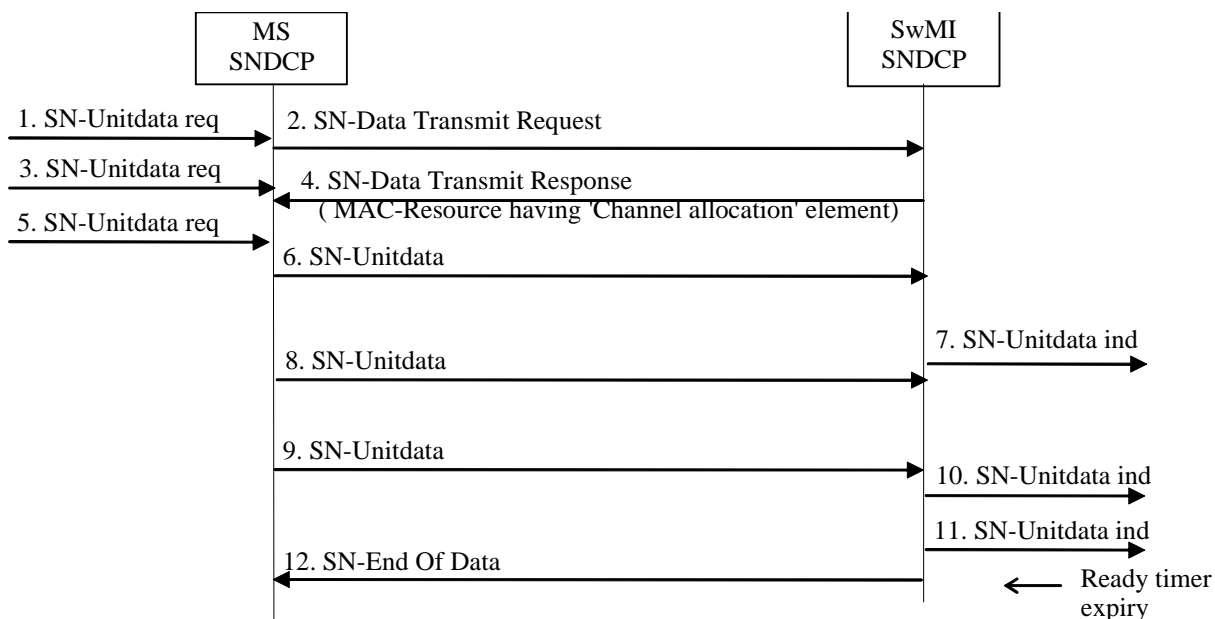 MS
SNDCP
SwMI
SNDCP
1. SN-Unitdata req
2. SN-Data Transmit Request
3. SN-Unitdata req
4. SN-Data Transmit Response
( MAC-Resource having 'Channel allocation' element)
5. SN-Unitdata req
6. SN-Unitdata
7. SN-Unitdata ind
8. SN-Unitdata
9. SN-Unitdata
10. SN-Unitdata ind
11. SN-Unitdata ind
12. SN-End Of Data
Ready timer
expiry